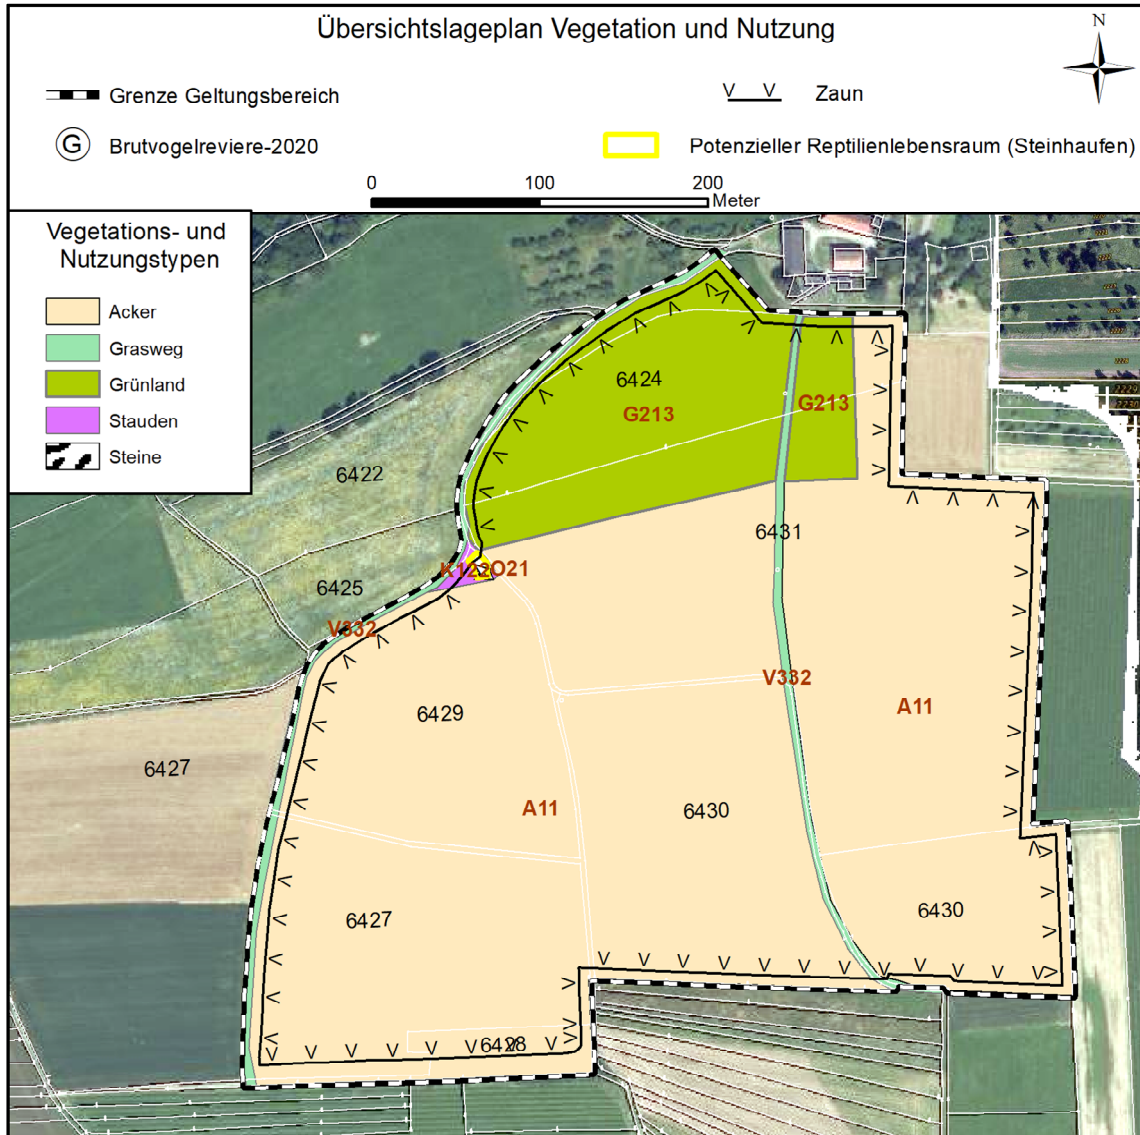 Übersichtslageplan Vegetation und Nutzung
N
Grenze Geltungsbereich
V V Zaun
G Brutvogelreviere-2020
Potenzieller Reptilienlebensraum (Steinhaufen)
0 100 200
Meter
Vegetations- und
Nutzungstypen
Acker
Grasweg
Grünland
Stauden
Steine
6424
G213
G213
6422
6431
K122 O21
6425
V332
V332
6429
A11
6427
A11
6430
6427
6430
6428
2229
2230